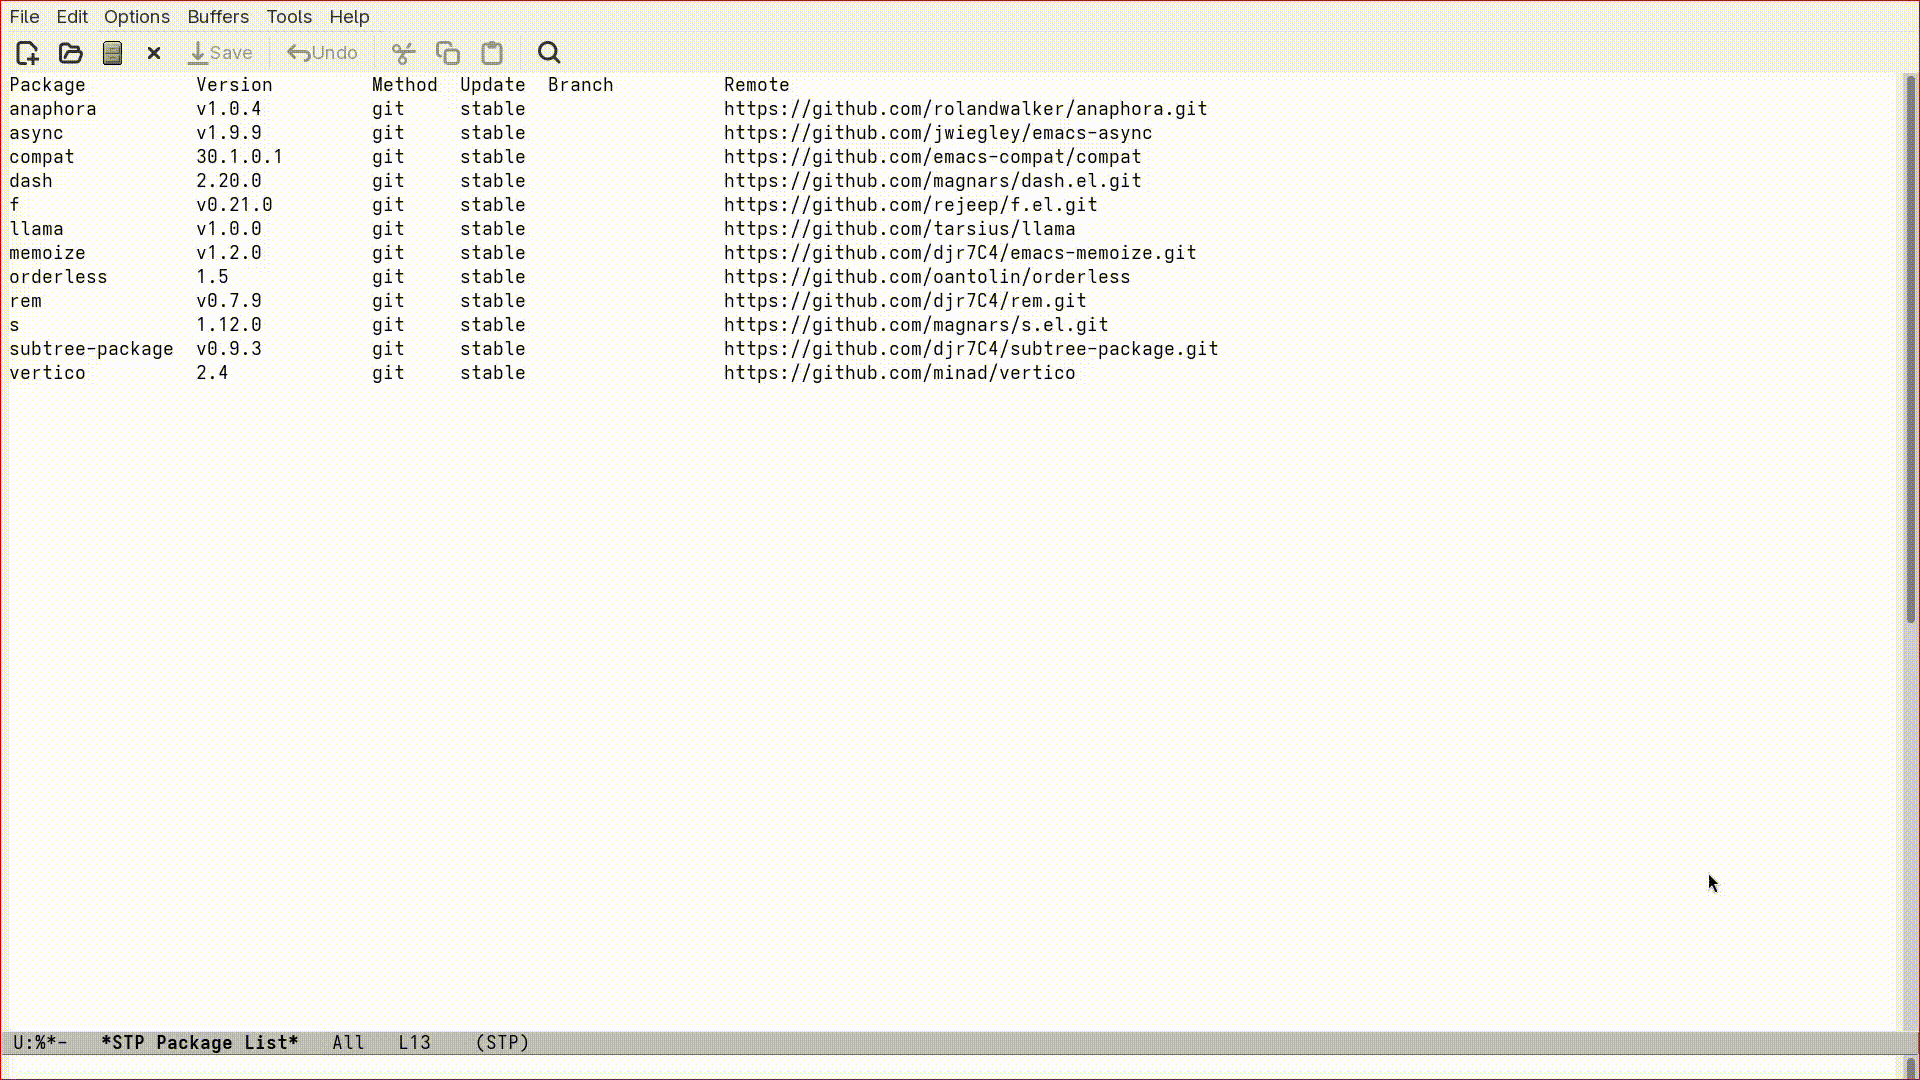 File Edit Options Buffers Tools Help
Save Undo
Package Version Method Update Branch Remote
anaphora v1.0.4 git stable https://github.com/rolandwalker/anaphora.git
async v1.9.9 git stable https://github.com/jwiegley/emacs-async
compat 30.1.0.1 git stable https://github.com/emacs-compat/compat
dash 2.20.0 git stable https://github.com/magnars/dash.el.git
f v0.21.0 git stable https://github.com/rejeep/f.el.git
llama v1.0.0 git stable https://github.com/tarsius/llama
memoize v1.2.0 git stable https://github.com/djr7C4/emacs-memoize.git
orderless 1.5 git stable https://github.com/oantolin/orderless
rem v0.7.9 git stable https://github.com/djr7C4/rem.git
s 1.12.0 git stable https://github.com/magnars/s.el.git
subtree-package v0.9.3 git stable https://github.com/djr7C4/subtree-package.git
vertico 2.4 git stable https://github.com/minad/vertico
U:%*- *STP Package List* All L13 (STP)